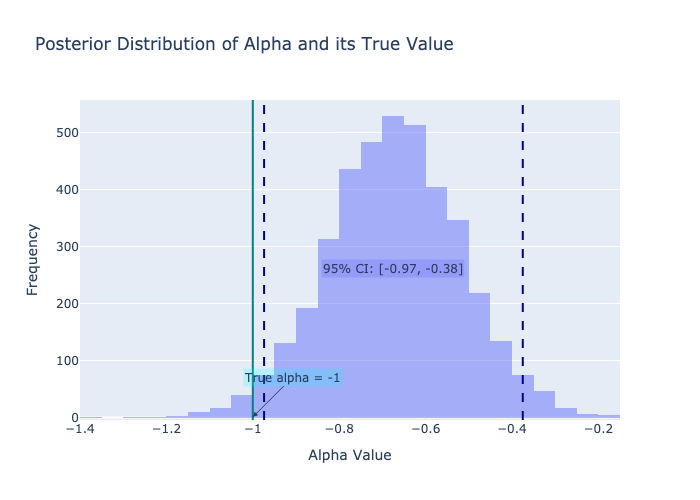 Posterior Distribution of Alpha and its True Value
Frequency
500
400
300
200
100
0
95% CI: [-0.97, -0.38]
True alpha = -1
−1.4
−1.2
−1
−0.8
−0.6
−0.4
−0.2
Alpha Value